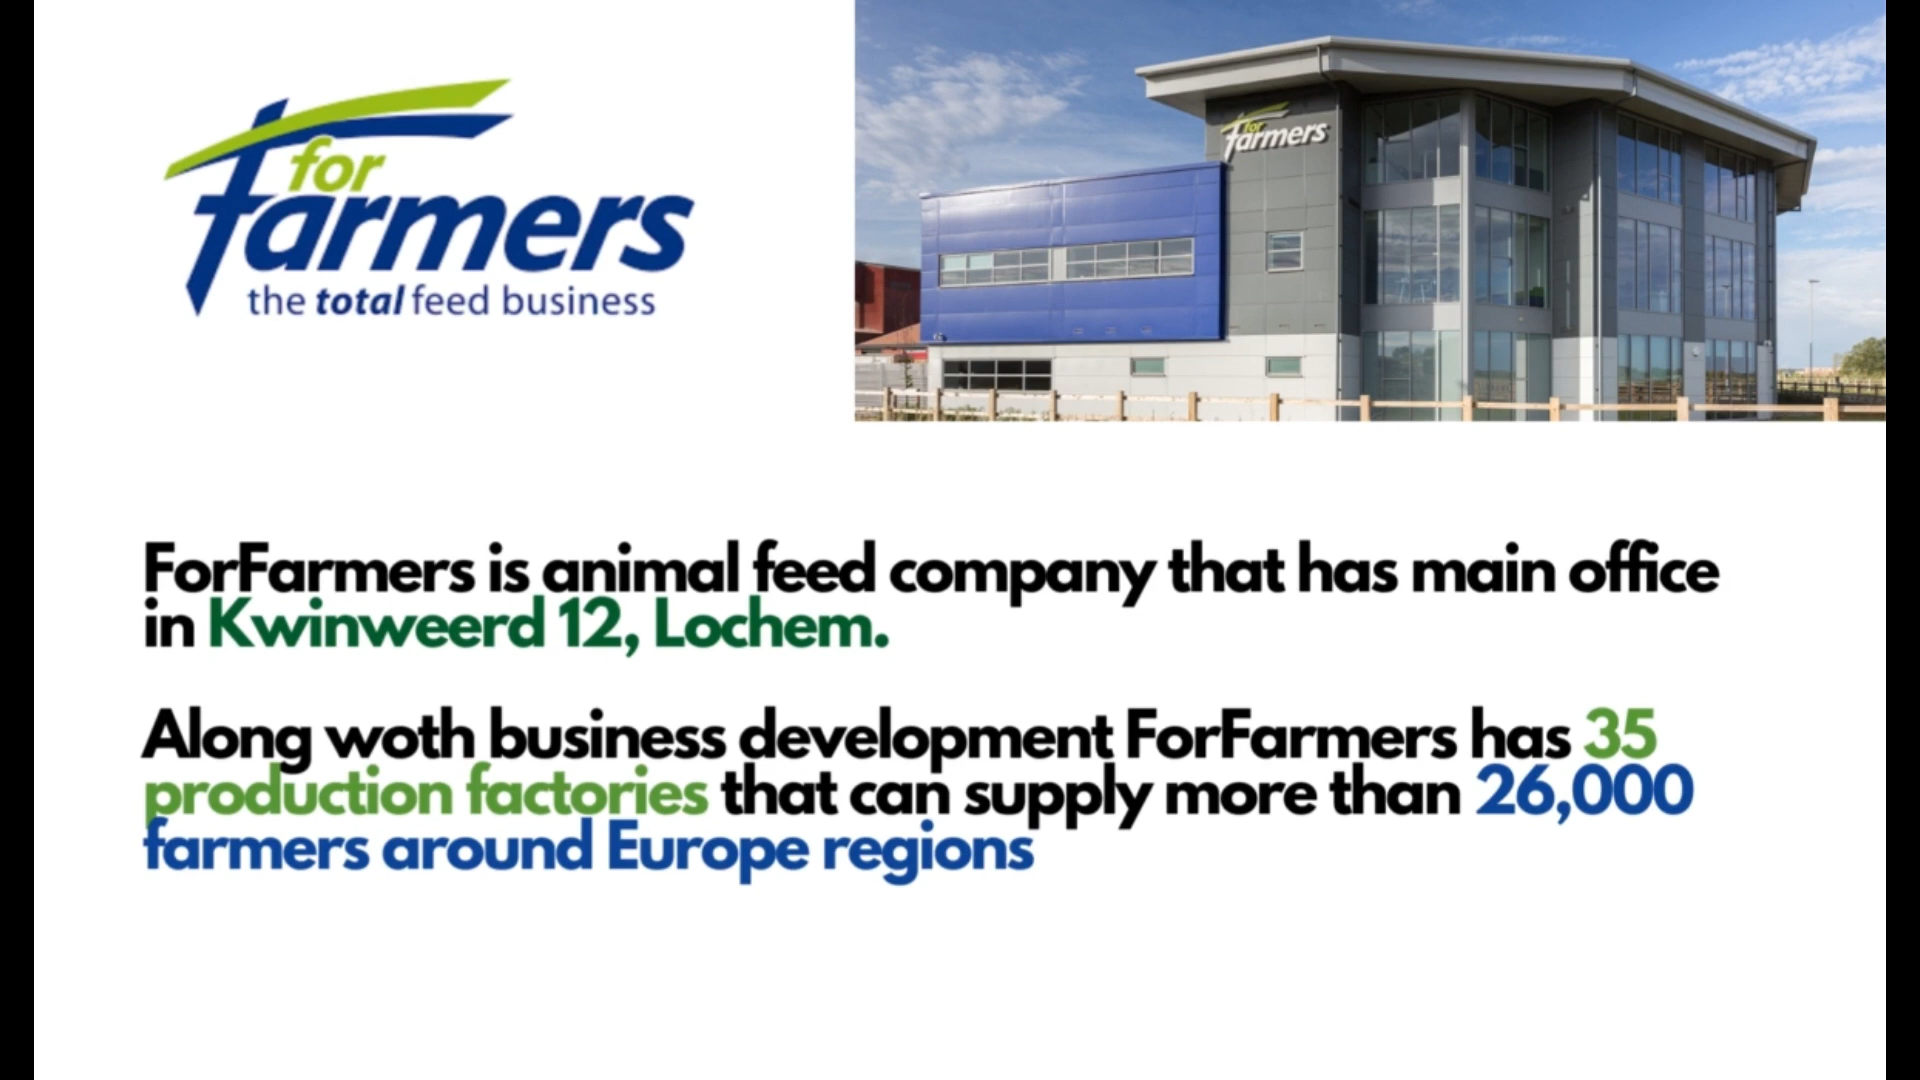 for
farmers
the total feed business
for
farmers
ForFarmers is animal feed company that has main office
in Kwinweerd 12, Lochem.
Along woth business development ForFarmers has 35
production factories that can supply more than 26,000
farmers around Europe regions